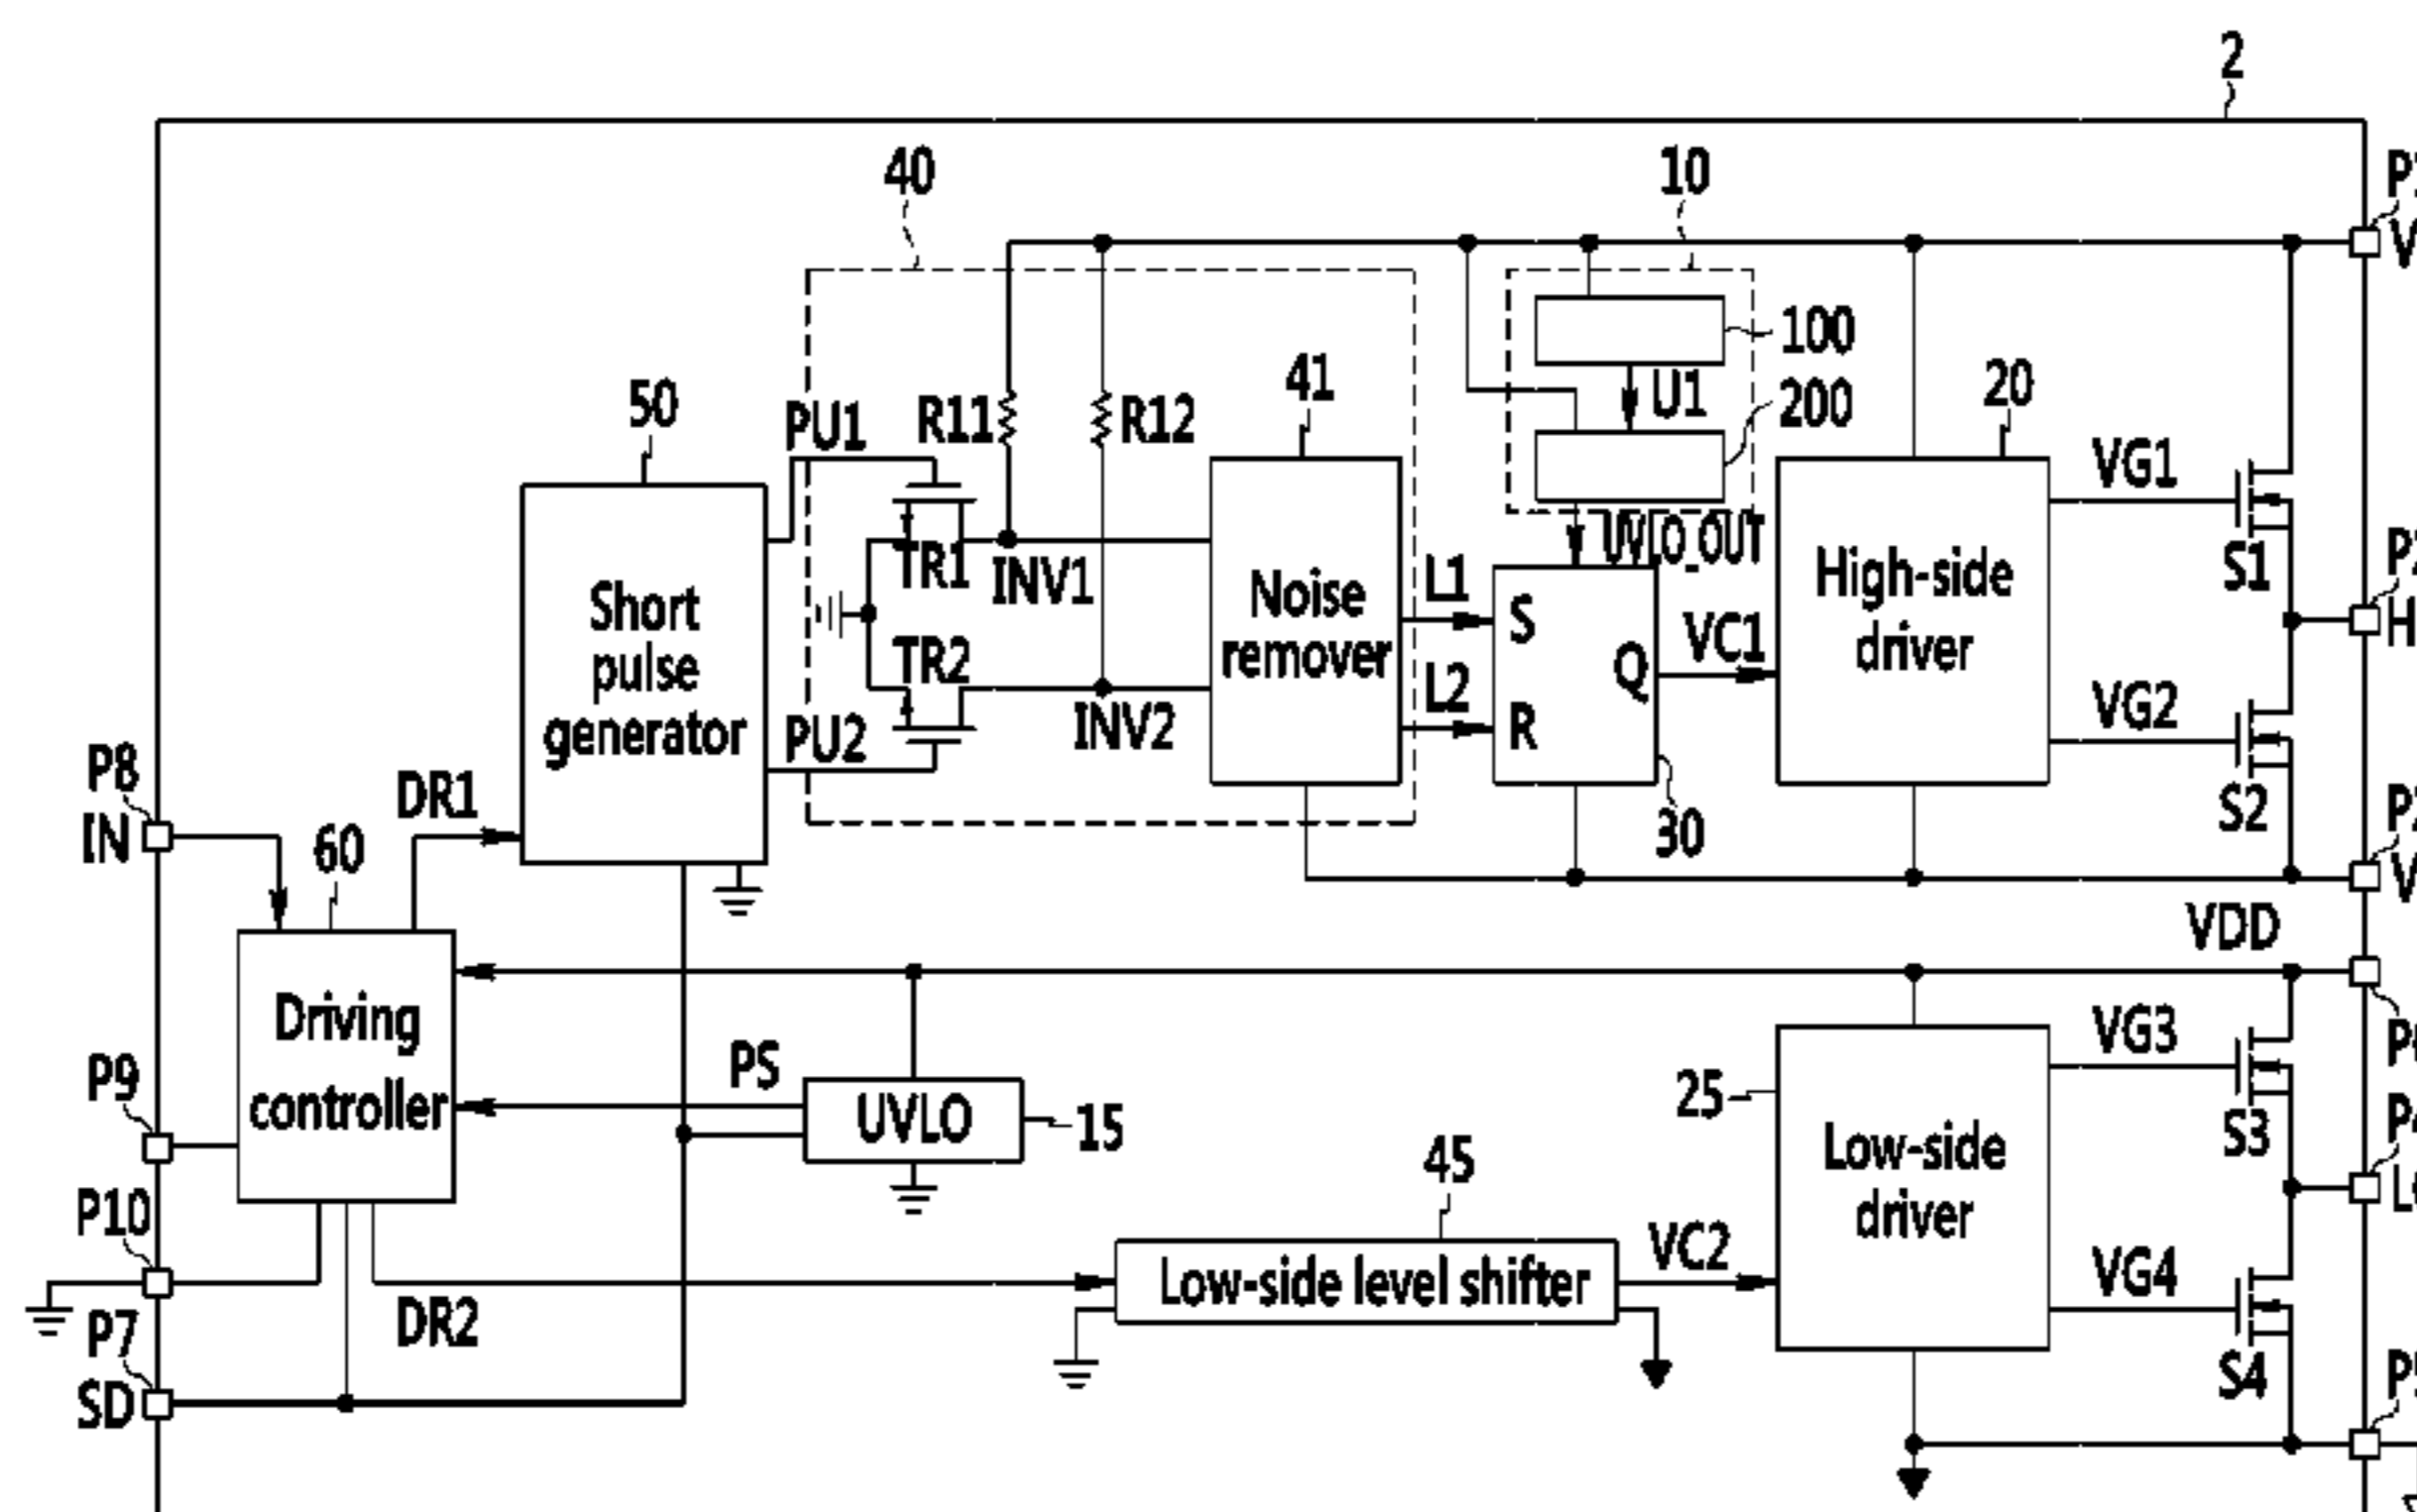 2
40
10
P
V
100
U1
200
20
50
PU1
R11
R12
41
VG1
UVLO_OUT
TR1
INV1
S1
L1
Short
pulse
generator
Noise
remover
S
Q
R
VC1
High-side
driver
H
TR2
L2
VG2
PU2
INV2
P8
IN
DR1
60
30
S2
V
VDD
Driving
controller
VG3
P9
PS
UVLO
15
25
S3
Low-side
driver
45
P10
Low-side level shifter
VC2
VG4
DR2
P7
SD
S4